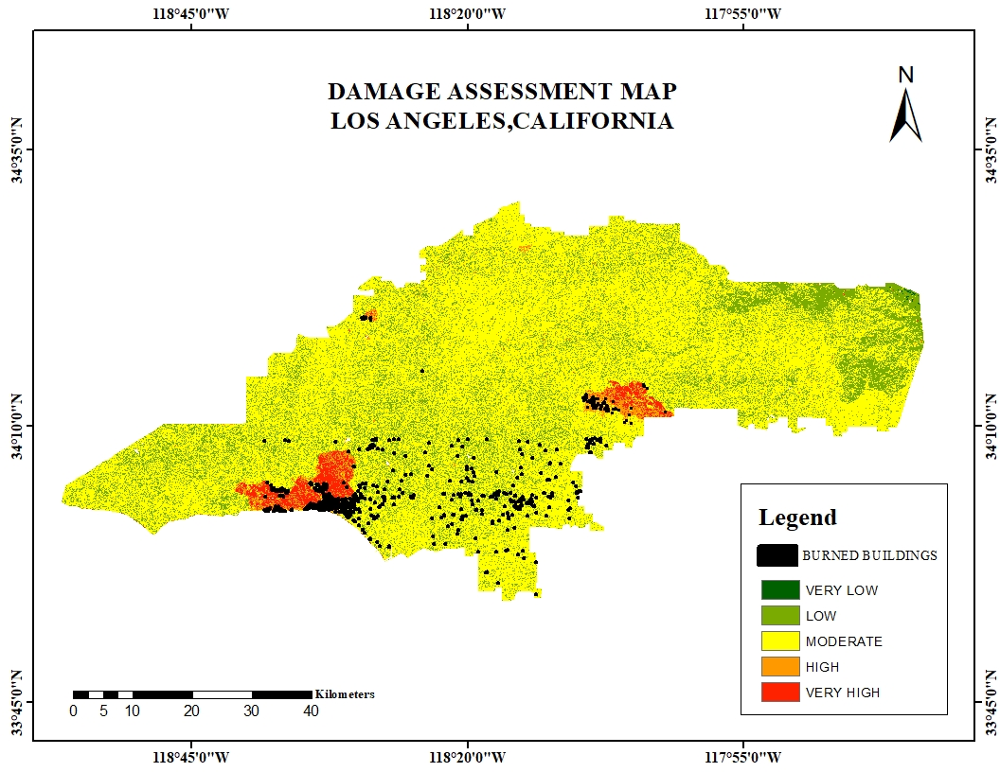 118°45'0"W 118°20'0"W 117°55'0"W
N
DAMAGE ASSESSMENT MAP
LOS ANGELES,CALIFORNIA
34°35'0"N 34°35'0"N
34°10'0"N 34°10'0"N
Legend
BURNED BUILDINGS
VERY LOW
LOW
MODERATE
HIGH
VERY HIGH
33°45'0"N 33°45'0"N
Kilometers
0 5 10 20 30 40
118°45'0"W 118°20'0"W 117°55'0"W